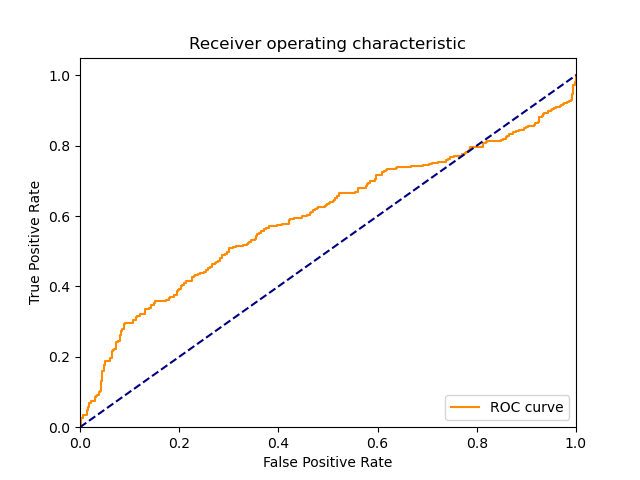 Receiver operating characteristic
1.0
0.8
0.6
0.4
0.2
0.0
True Positive Rate
0.0 0.2 0.4 0.6 0.8 1.0
False Positive Rate
ROC curve